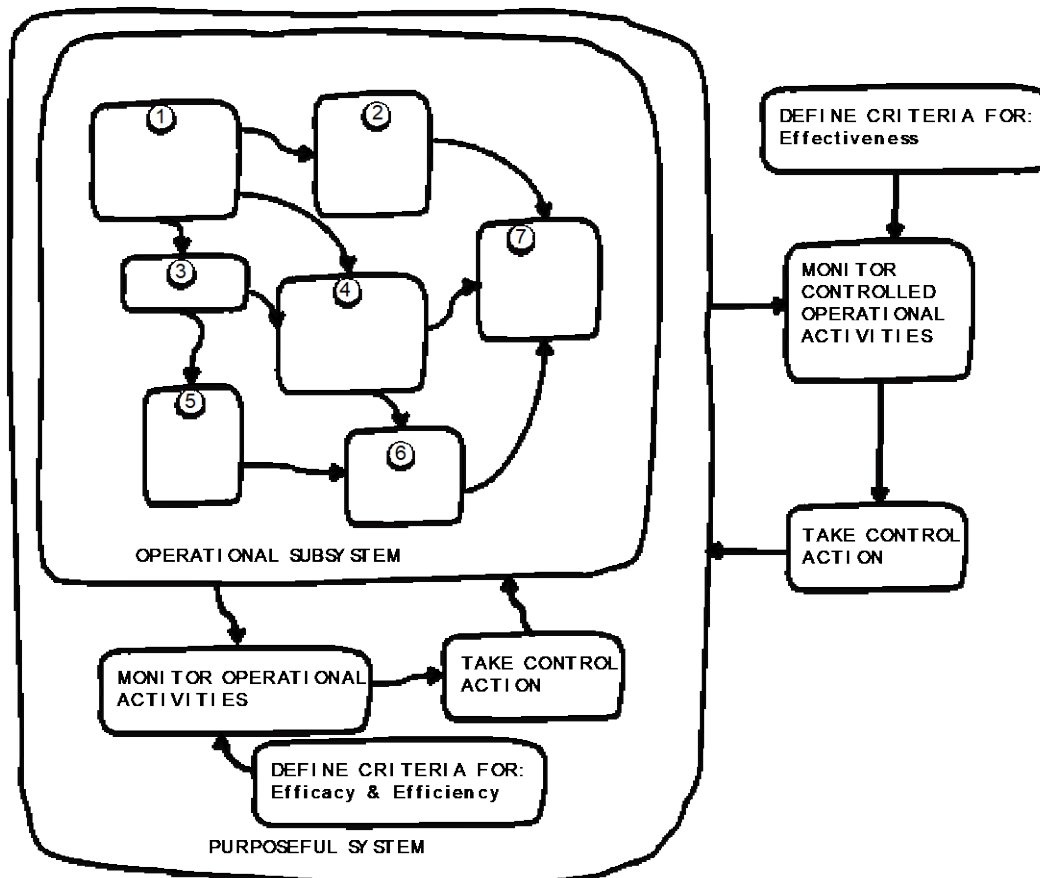 1
2
3
4
5
6
7
OPERATIONAL SUBSYSTEM
MONITOR OPERATIONAL
ACTIVITIES
TAKE CONTROL
ACTION
DEFINE CRITERIA FOR:
Efficacy & Efficiency
PURPOSEFUL SYSTEM
DEFINE CRITERIA FOR:
Effectiveness
MONITOR
CONTROLLED
OPERATIONAL
ACTIVITIES
TAKE CONTROL
ACTION